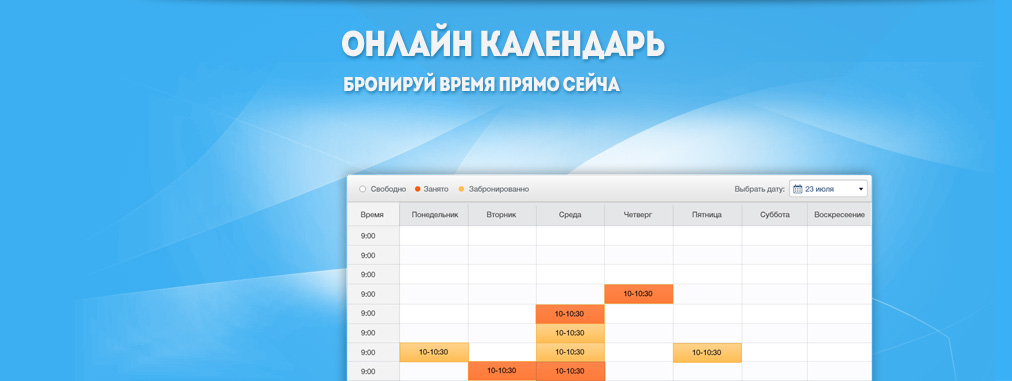 ОНЛАЙН КАЛЕНДАРЬ
БРОНИРУЙ ВРЕМЯ ПРЯМО СЕЙЧА
Свободно Занято Забронированно Выбрать дату: 23 июля
Время Понедельник Вторник Среда Четверг Пятница Суббота Воскресеение
9:00
9:00
9:00
9:00 10-10:30
9:00 10-10:30
9:00 10-10:30
9:00 10-10:30 10-10:30 10-10:30
9:00 10-10:30 10-10:30